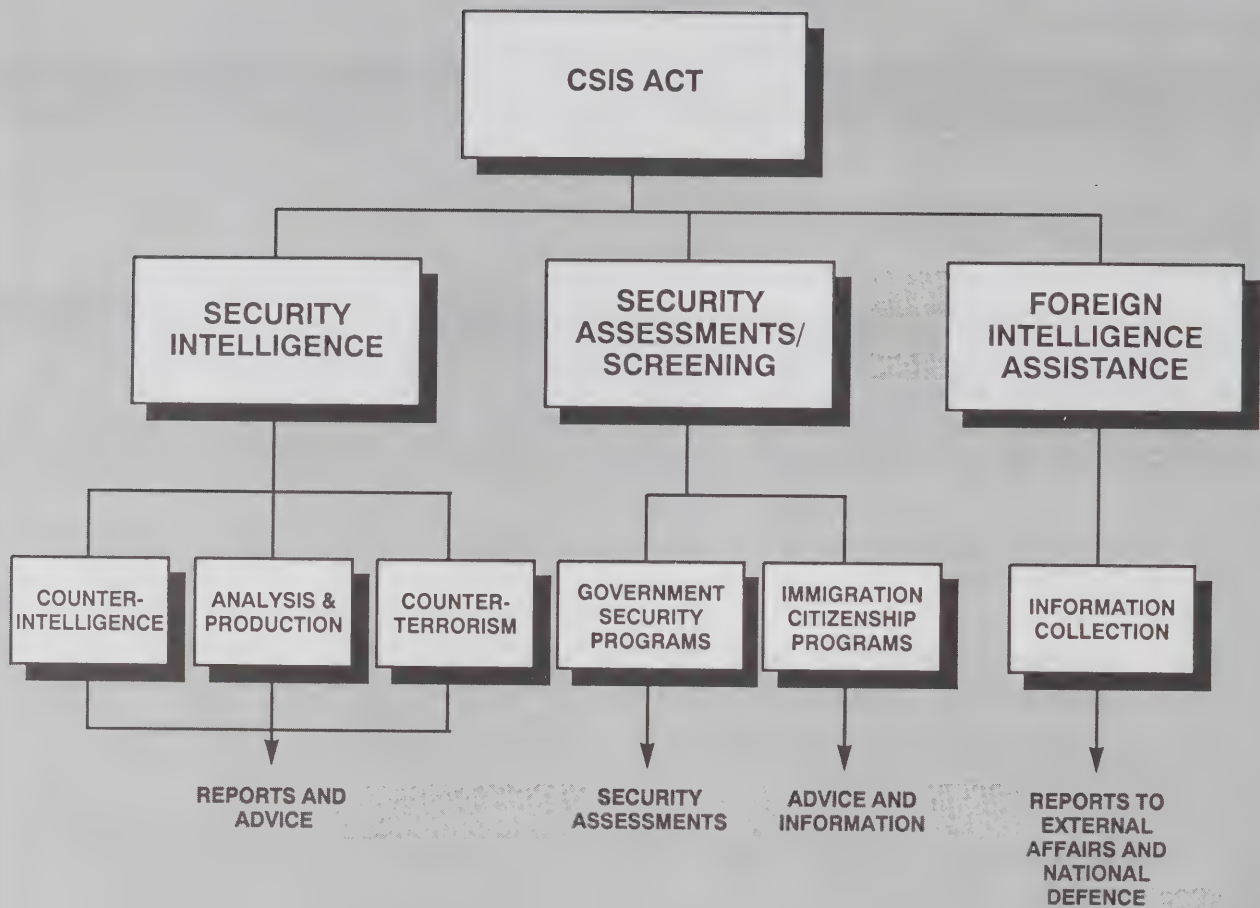 CSIS ACT
SECURITY
INTELLIGENCE
SECURITY
ASSESSMENTS/
SCREENING
FOREIGN
INTELLIGENCE
ASSISTANCE
COUNTER-
INTELLIGENCE
ANALYSIS &
PRODUCTION
COUNTER-
TERRORISM
GOVERNMENT
SECURITY
PROGRAMS
IMMIGRATION
CITIZENSHIP
PROGRAMS
INFORMATION
COLLECTION
REPORTS AND
ADVICE
SECURITY
ASSESSMENTS
ADVICE AND
INFORMATION
REPORTS TO
EXTERNAL
AFFAIRS AND
NATIONAL
DEFENCE